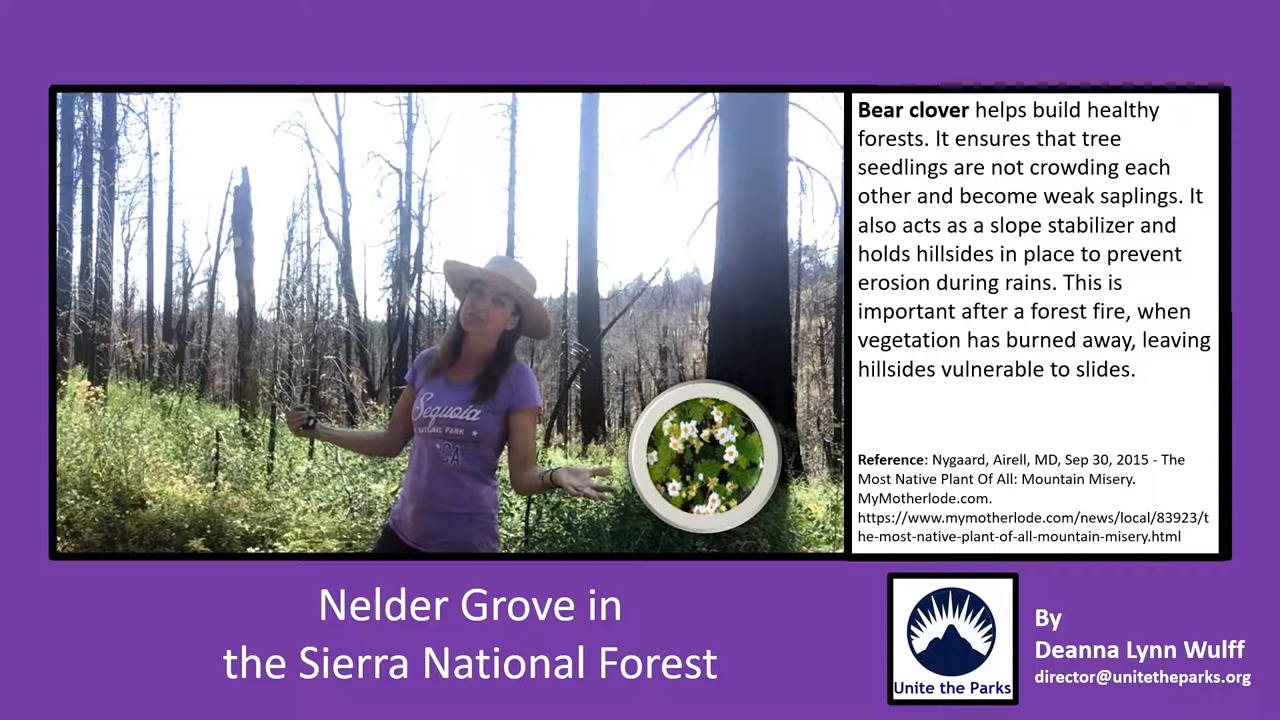 Bear clover helps build healthy
forests. It ensures that tree
seedlings are not crowding each
other and become weak saplings. It
also acts as a slope stabilizer and
holds hillsides in place to prevent
erosion during rains. This is
important after a forest fire, when
vegetation has burned away, leaving
hillsides vulnerable to slides.
Reference: Nygaard, Airell, MD, Sep 30, 2015 - The
Most Native Plant Of All: Mountain Misery.
MyMotherlode.com.
https://www.mymotherlode.com/news/local/83923/t
he-most-native-plant-of-all-mountain-misery.html
Sequoia
NATIONAL PARK
CA
Nelder Grove in
the Sierra National Forest
Unite the Parks
By
Deanna Lynn Wulff
director@unitetheparks.org